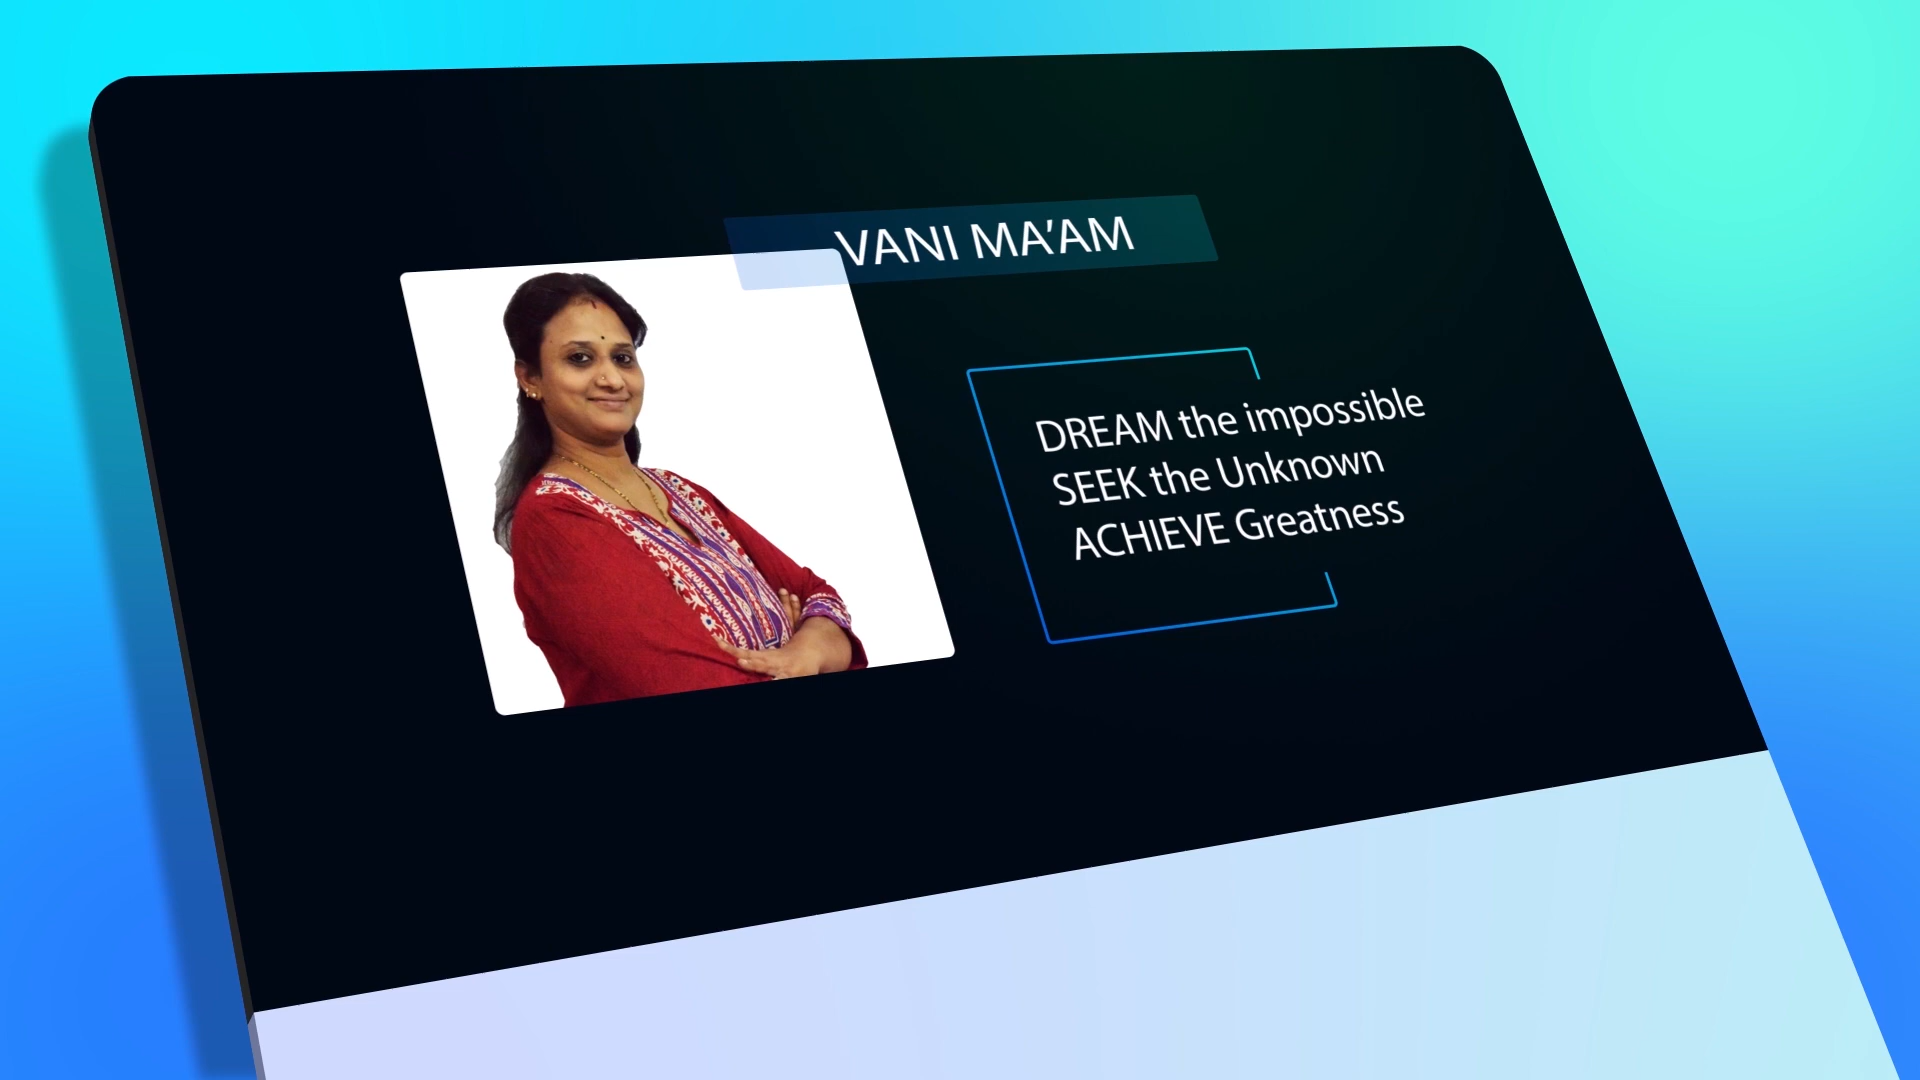 VANI MA’AM
DREAM the impossible
SEEK the Unknown
ACHIEVE Greatness